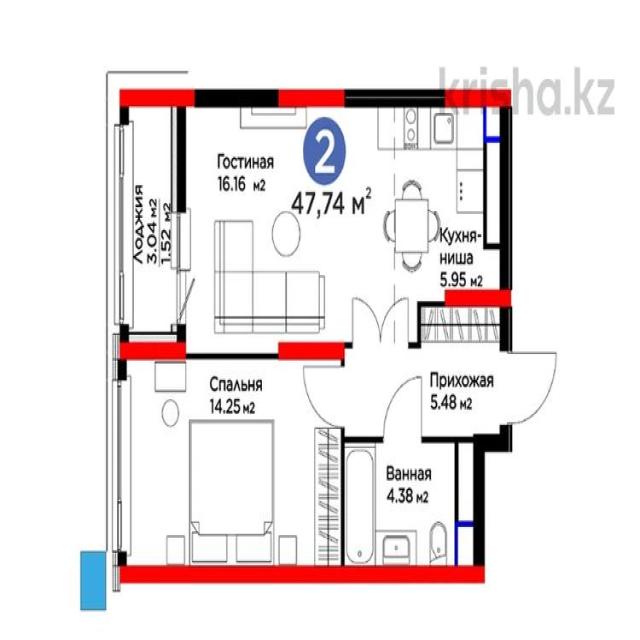 krisha.kz
2
47,74 м²
Гостиная
16.16 м2
Лоджия
3.04 м2
1.52 м2
Кухня-
ниша
5.95 м2
Спальня
14.25 м2
Прихожая
5.48 м2
Ванная
4.38 м2